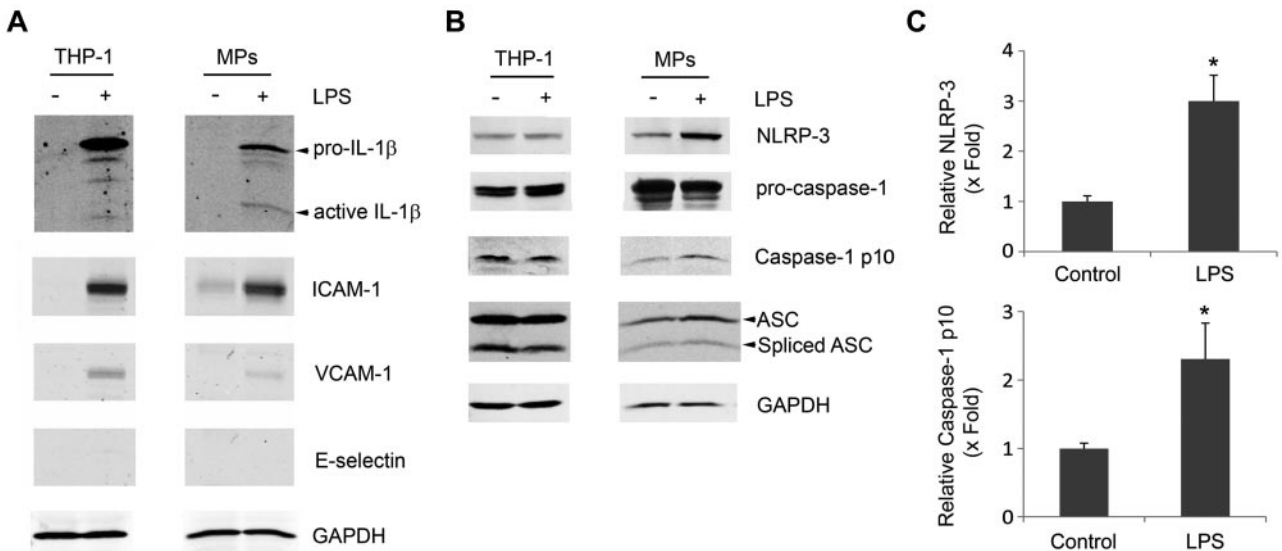 A
THP-1 MPs
- + - + LPS
pro-IL-1β
active IL-1β
ICAM-1
VCAM-1
E-selectin
GAPDH
B
THP-1 MPs
- + - + LPS
NLRP-3
pro-caspase-1
Caspase-1 p10
ASC
Spliced ASC
GAPDH
C
Relative NLRP-3
(x Fold)
4
3
2
1
0
*
Control LPS
Relative Caspase-1 p10
(x Fold)
3
2
1
0
*
Control LPS